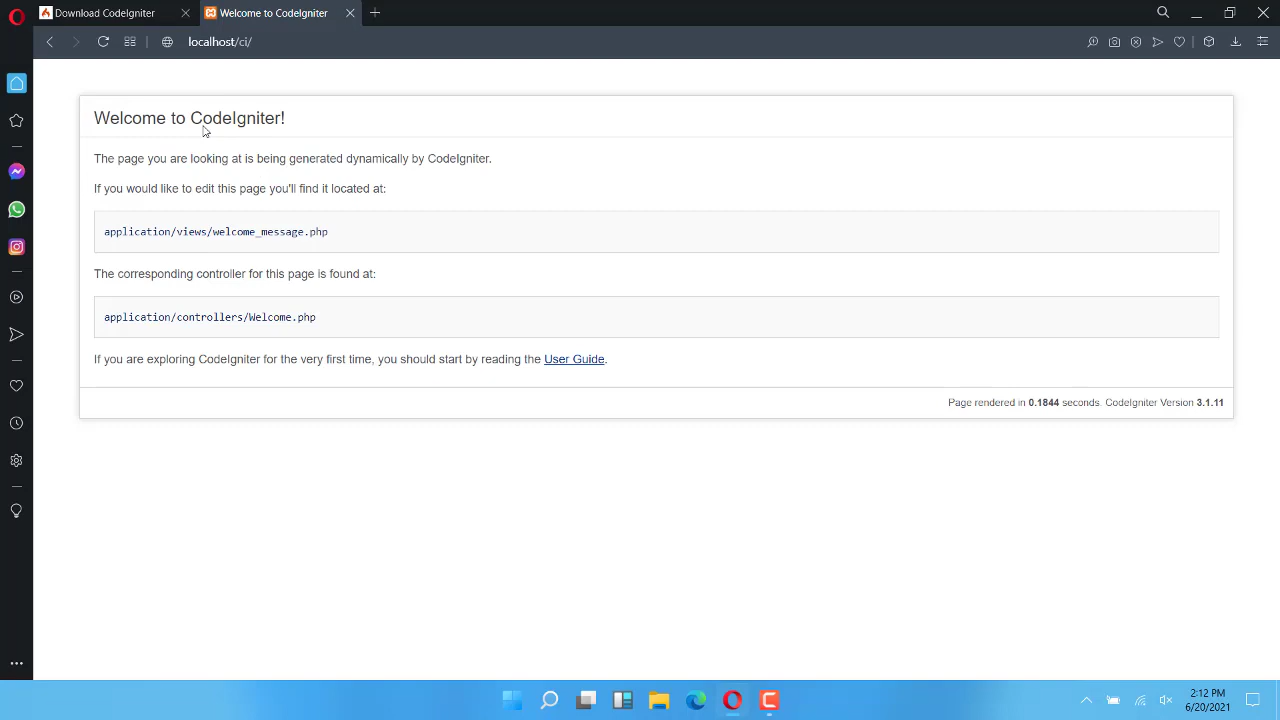 Download CodeIgniter
Welcome to CodeIgniter
localhost/ci/
Welcome to CodeIgniter!
The page you are looking at is being generated dynamically by CodeIgniter.
If you would like to edit this page you'll find it located at:
application/views/welcome_message.php
The corresponding controller for this page is found at:
application/controllers/Welcome.php
If you are exploring CodeIgniter for the very first time, you should start by reading the User Guide.
Page rendered in 0.1844 seconds. CodeIgniter Version 3.1.11
2:12 PM
6/20/2021